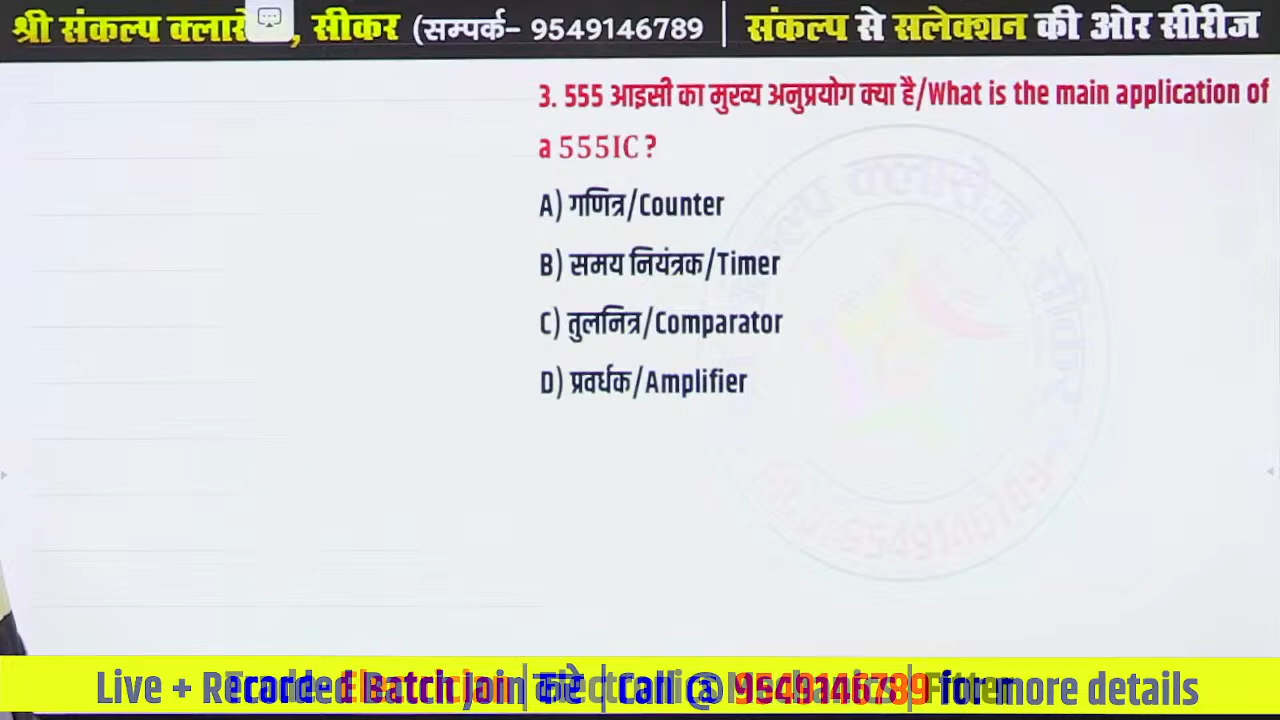 श्री संकल्प क्लासे , सीकर (सम्पर्क– 9549146789 | संकल्प से सलेक्शन की ओर सीरीज
3. 555 आइसी का मुख्य अनुप्रयोग क्या है/What is the main application of
a 555IC ?
A) गणित्र/Counter
B) समय नियंत्रक/Timer
C) तुलनित्र/Comparator
D) प्रवर्धक/Amplifier
Live + Recorded Batch Join करे | Call @ 9549146789 for more details